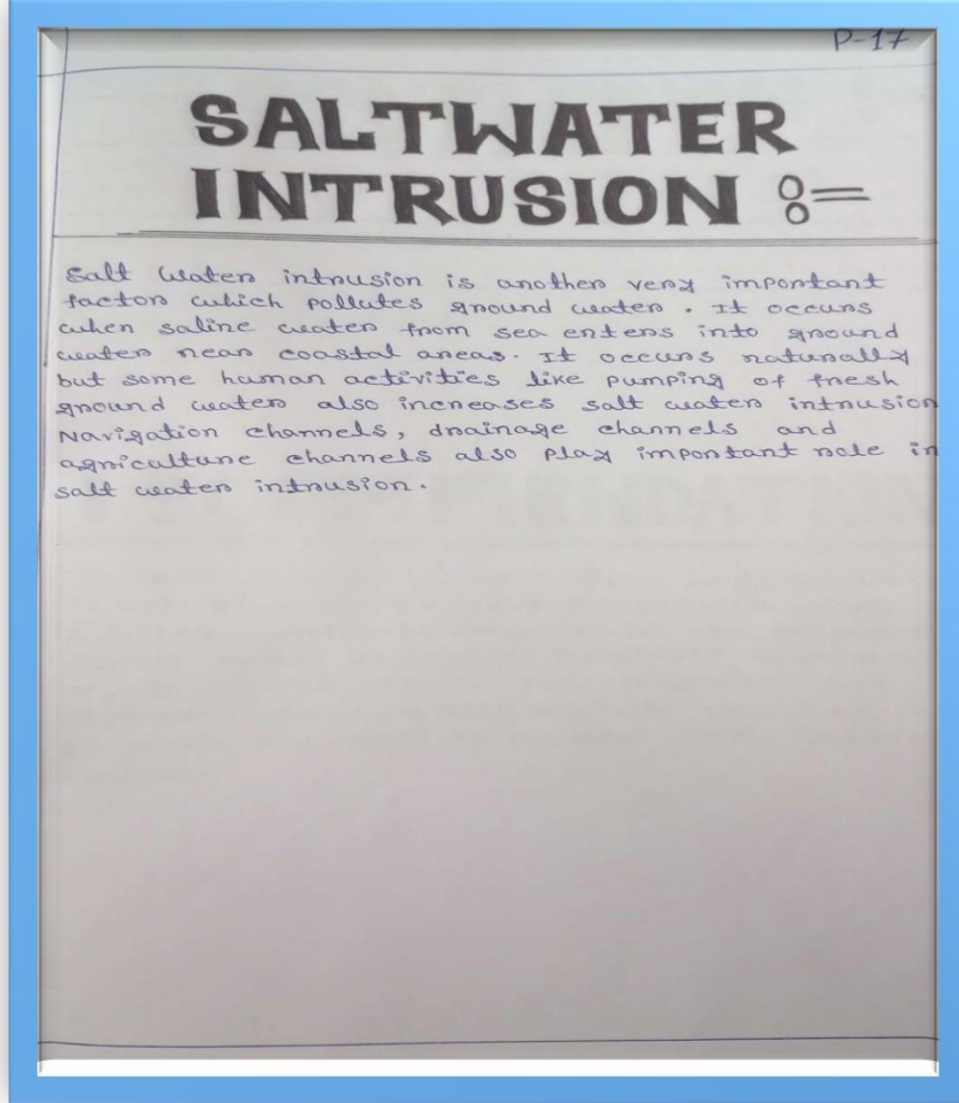 P-17
SALTWATER
INTRUSION :=
Salt water intrusion is another very important
factor which pollutes ground water. It occurs
when saline water from sea enters into ground
water near coastal areas. It occurs naturally
but some human activities like pumping of fresh
ground water also increases salt water intrusion
Navigation channels, drainage channels and
agriculture channels also play important role in
salt water intrusion.